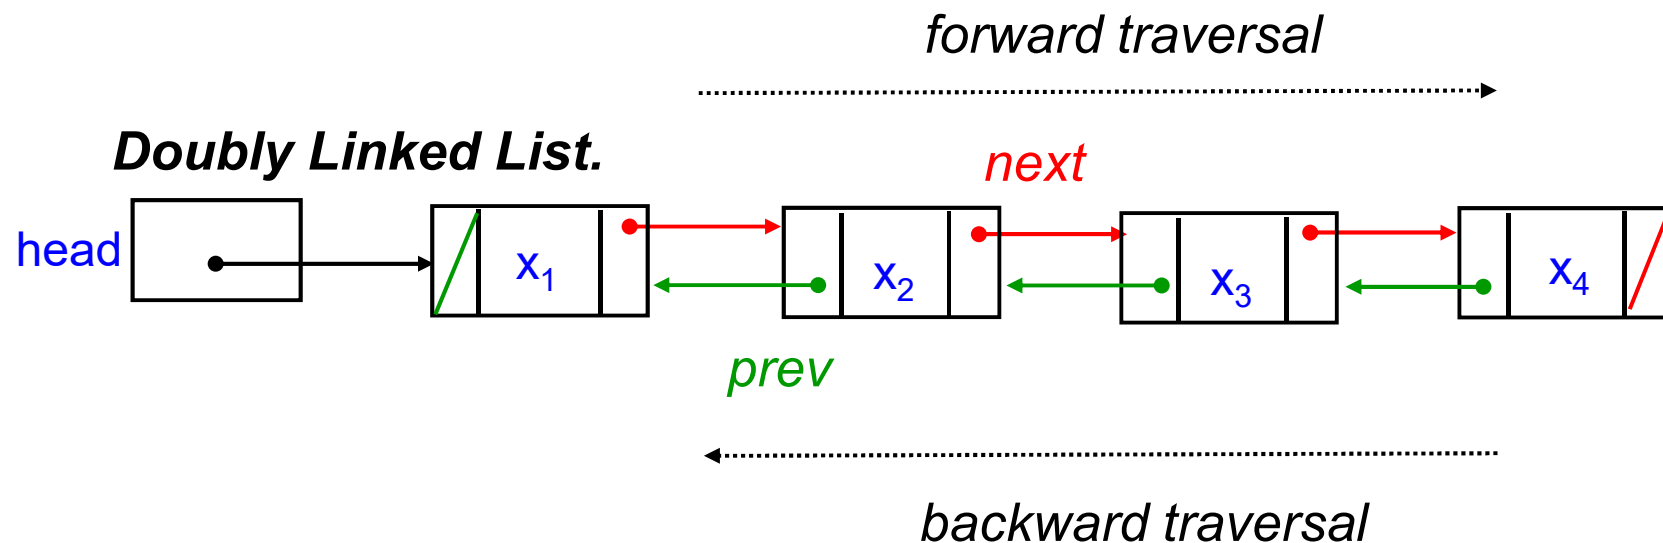 forward traversal
Doubly Linked List.
next
head
x₁
x₂
x₃
x₄
prev
backward traversal